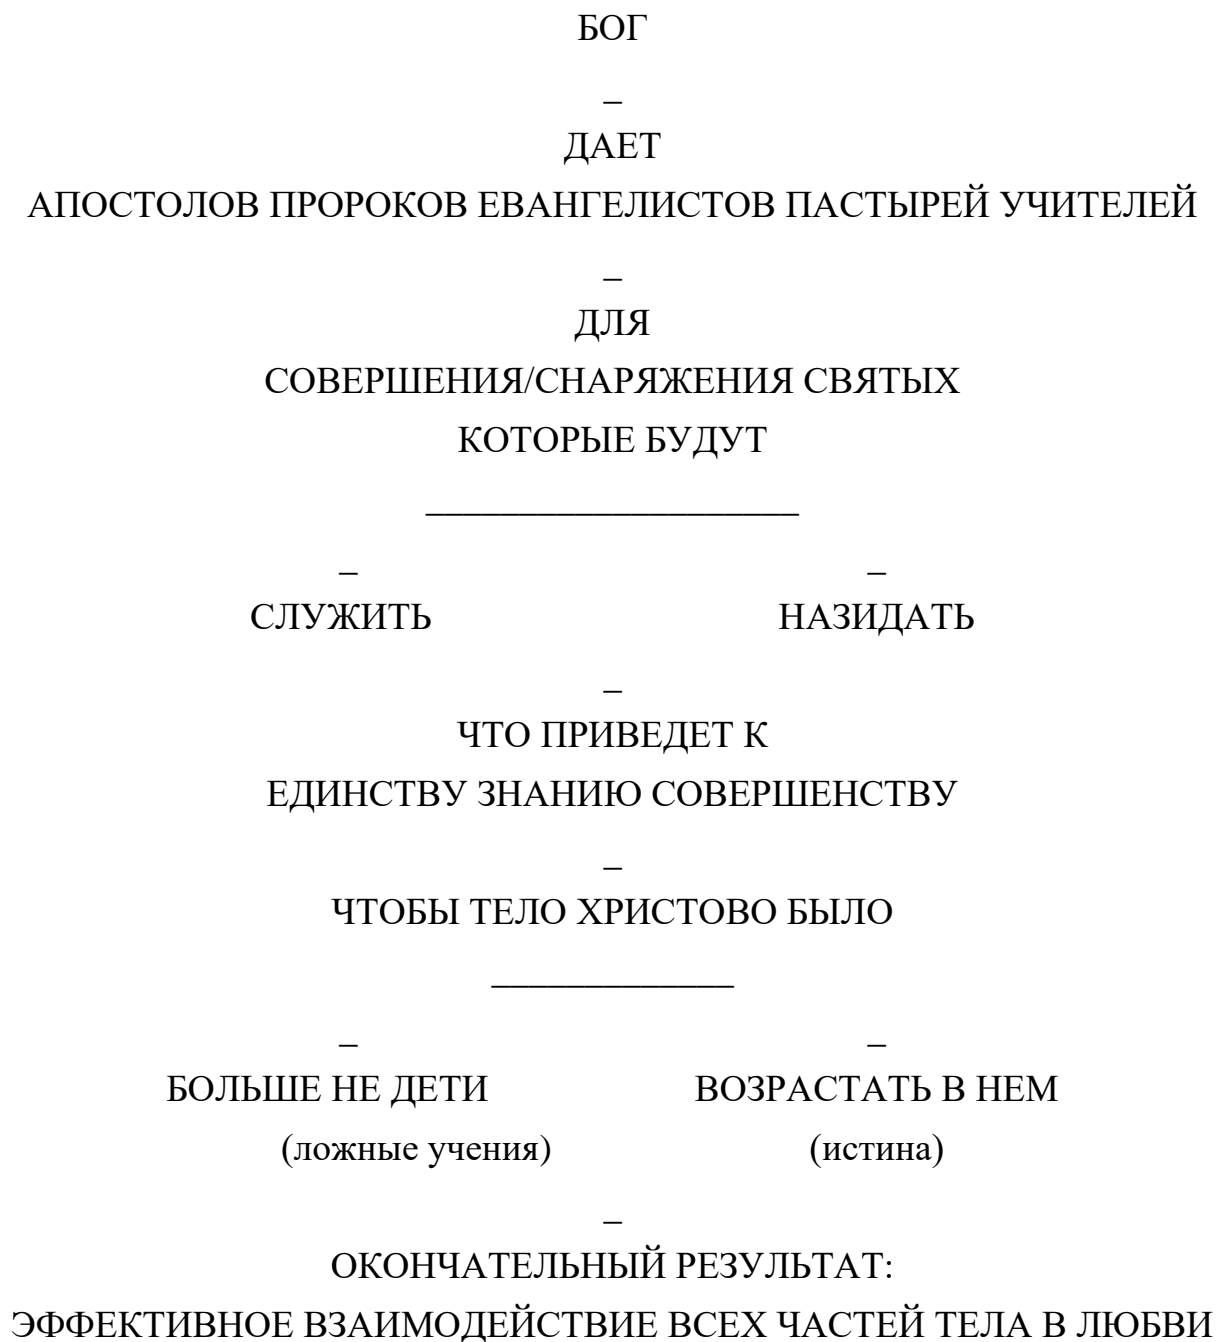 БОГ
_
ДАЕТ
АПОСТОЛОВ ПРОРОКОВ ЕВАНГЕЛИСТОВ ПАСТЫРЕЙ УЧИТЕЛЕЙ
_
ДЛЯ
СОВЕРШЕНИЯ/СНАРЯЖЕНИЯ СВЯТЫХ
КОТОРЫЕ БУДУТ
____________________
_ _
СЛУЖИТЬ НАЗИДАТЬ
_
ЧТО ПРИВЕДЕТ К
ЕДИНСТВУ ЗНАНИЮ СОВЕРШЕНСТВУ
_
ЧТОБЫ ТЕЛО ХРИСТОВО БЫЛО
_____________
_ _
БОЛЬШЕ НЕ ДЕТИ ВОЗРАСТАТЬ В НЕМ
(ложные учения) (истина)
_
ОКОНЧАТЕЛЬНЫЙ РЕЗУЛЬТАТ:
ЭФФЕКТИВНОЕ ВЗАИМОДЕЙСТВИЕ ВСЕХ ЧАСТЕЙ ТЕЛА В ЛЮБВИ